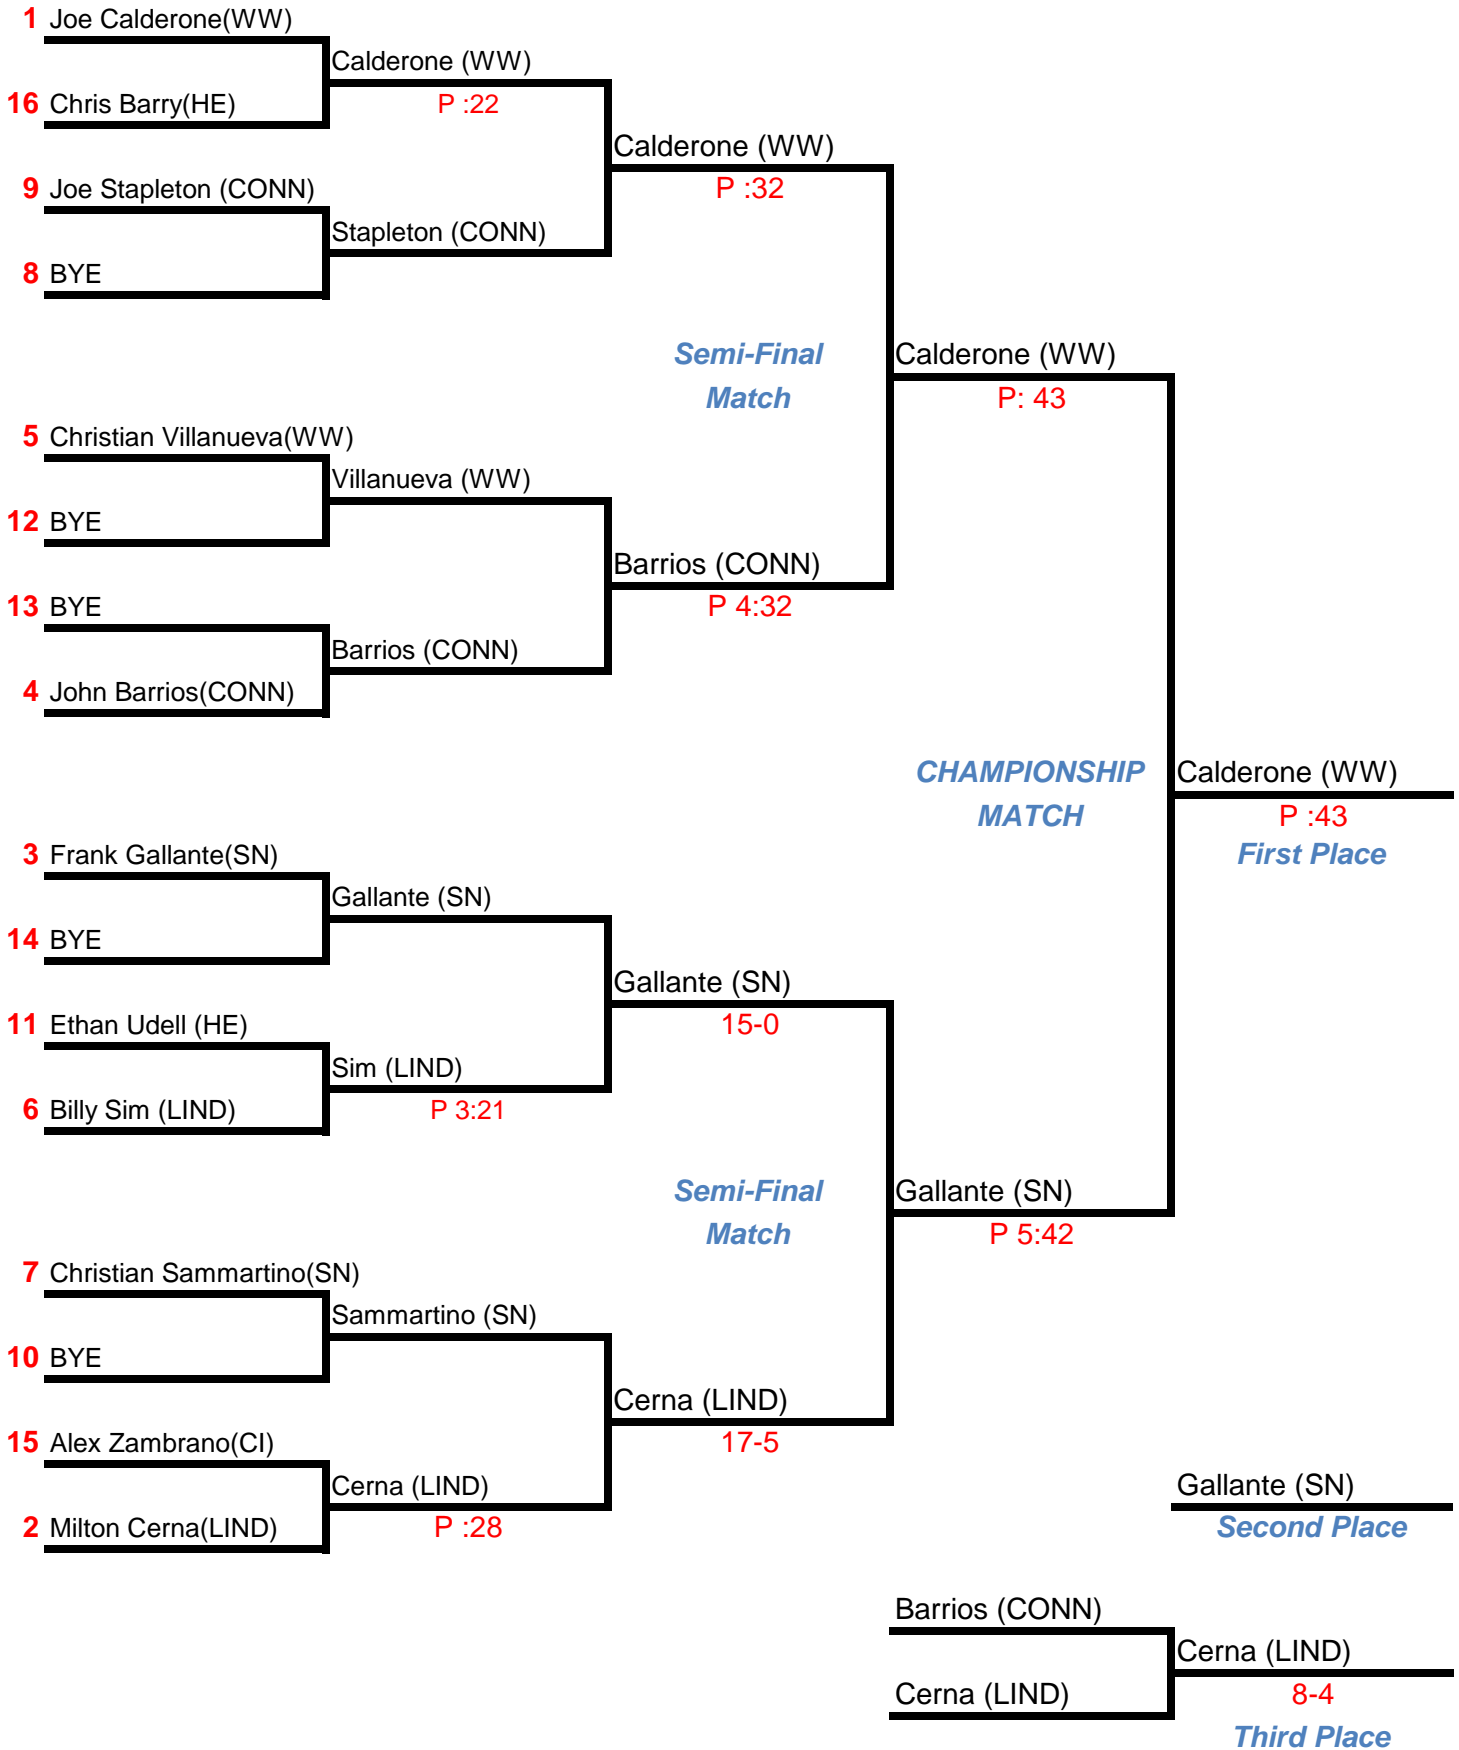 1 Joe Calderone(WW)
Calderone (WW)
16 Chris Barry(HE)
P :22
Calderone (WW)
9 Joe Stapleton (CONN)
P :32
Stapleton (CONN)
8 BYE
Semi-Final
Match
Calderone (WW)
P: 43
5 Christian Villanueva(WW)
Villanueva (WW)
12 BYE
Barrios (CONN)
13 BYE
P 4:32
Barrios (CONN)
4 John Barrios(CONN)
CHAMPIONSHIP
MATCH
Calderone (WW)
P :43
First Place
3 Frank Gallante(SN)
Gallante (SN)
14 BYE
Gallante (SN)
11 Ethan Udell (HE)
15-0
Sim (LIND)
6 Billy Sim (LIND)
P 3:21
Semi-Final
Match
Gallante (SN)
P 5:42
7 Christian Sammartino(SN)
Sammartino (SN)
10 BYE
Cerna (LIND)
15 Alex Zambrano(CI)
17-5
Cerna (LIND)
2 Milton Cerna(LIND)
P :28
Gallante (SN)
Second Place
Barrios (CONN)
Cerna (LIND)
Cerna (LIND)
8-4
Third Place